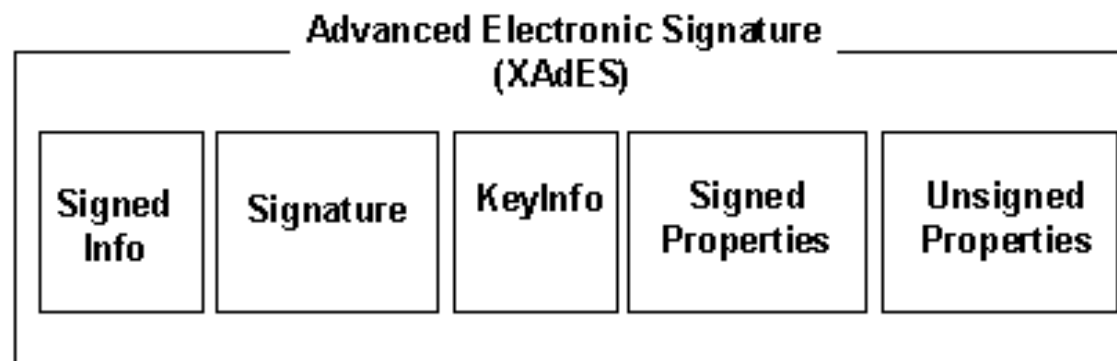 Advanced Electronic Signature
(XAdES)
Signed
Info
Signature
KeyInfo
Signed
Properties
Unsigned
Properties